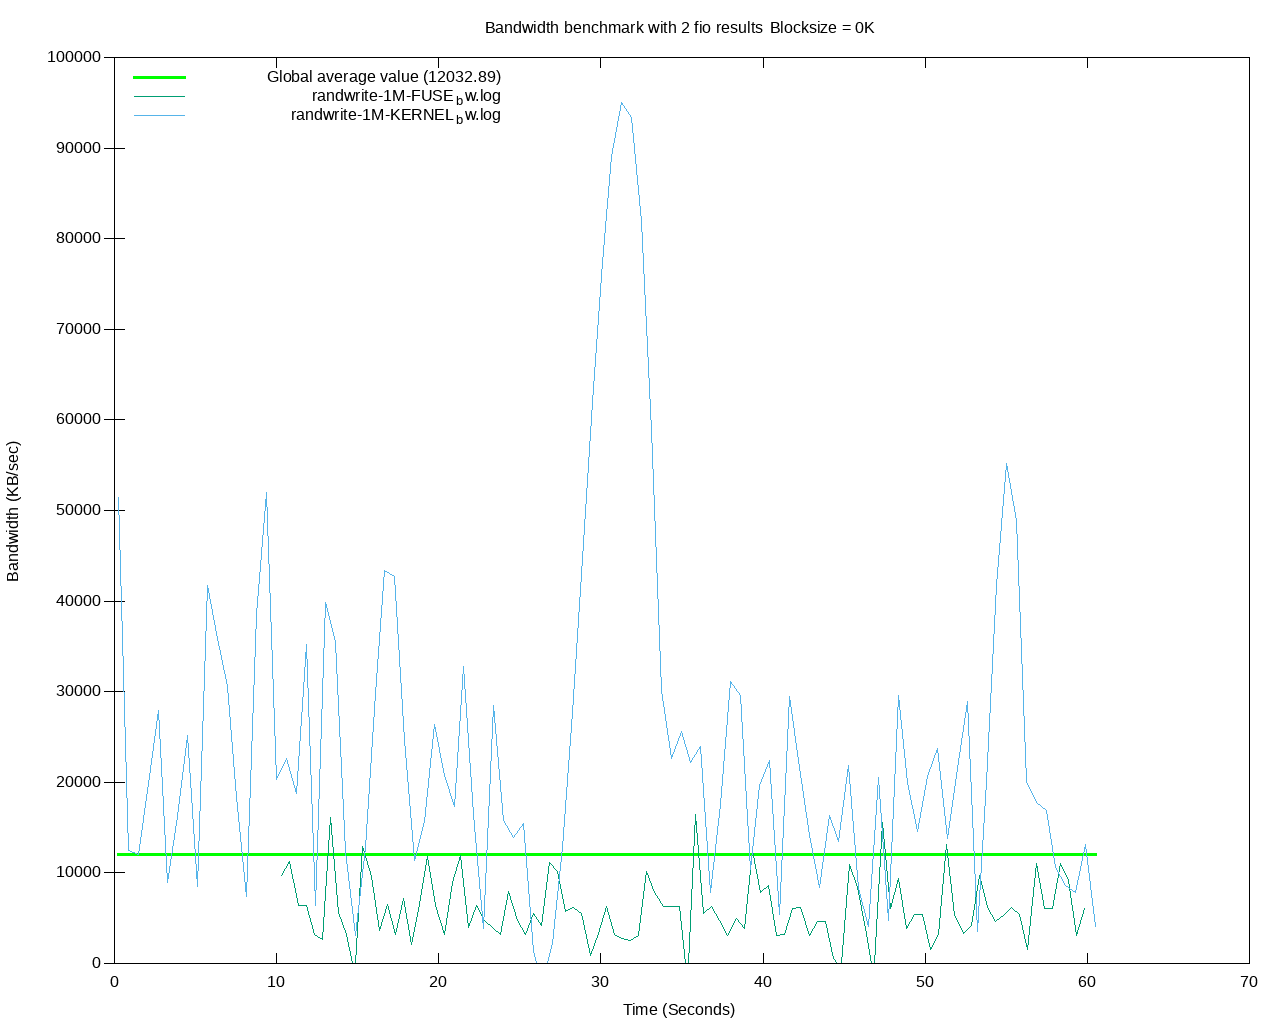 Bandwidth benchmark with 2 fio results Blocksize = 0K
100000
90000
80000
70000
60000
50000
40000
30000
20000
10000
0
Global average value (12032.89)
randwrite-1M-FUSE_bw.log
randwrite-1M-KERNEL_bw.log
Bandwidth (KB/sec)
0 10 20 30 40 50 60 70
Time (Seconds)